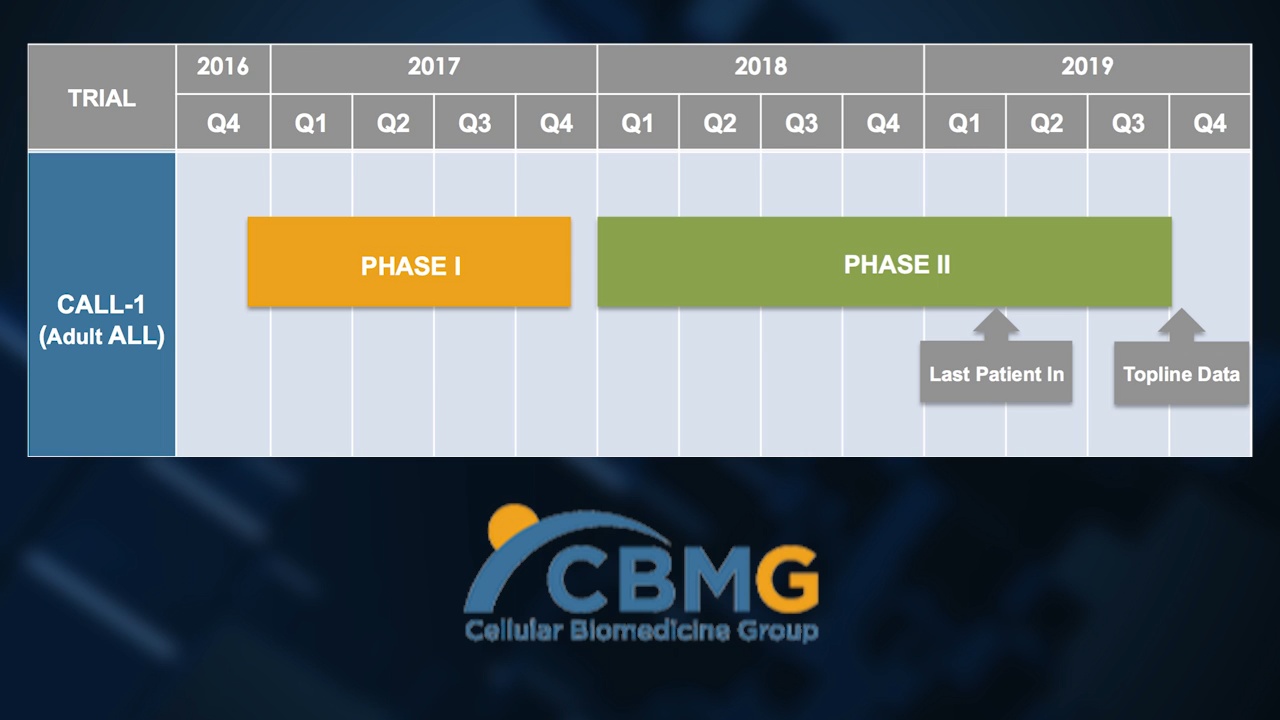 TRIAL
2016 2017 2018 2019
Q4 Q1 Q2 Q3 Q4 Q1 Q2 Q3 Q4 Q1 Q2 Q3 Q4
CALL-1
(Adult ALL)
PHASE I
PHASE II
Last Patient In
Topline Data
CBMG
Cellular Biomedicine Group